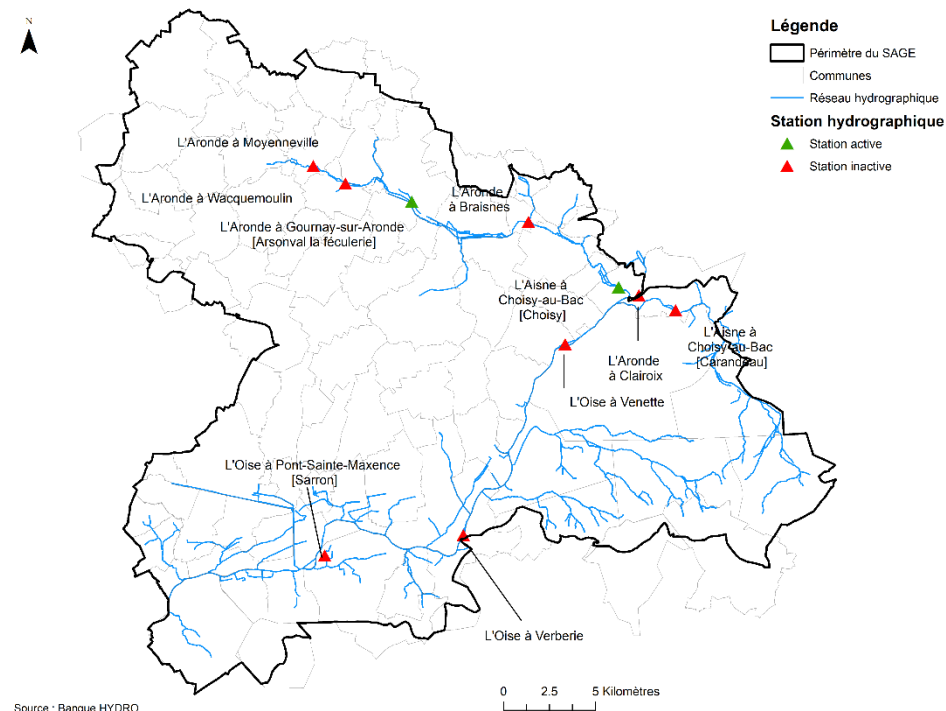 N
Légende
Périmètre du SAGE
Communes
Réseau hydrographique
Station hydrographique
Station active
Station inactive
L'Aronde à Moyenneville
L'Aronde à Wacquemoulin
L'Aronde à Gournay-sur-Aronde
[Arsonval la féculerie]
L'Aronde
à Braisnes
L'Aisne à
Choisy-au-Bac
[Choisy]
L'Aisne à
Choisy-au-Bac
[Carandeau]
L'Aronde
à Clairoix
L'Oise à Venette
L'Oise à Pont-Sainte-Maxence
[Sarron]
L'Oise à Verberie
0 2.5 5 Kilomètres
Source : Banque HYDRO